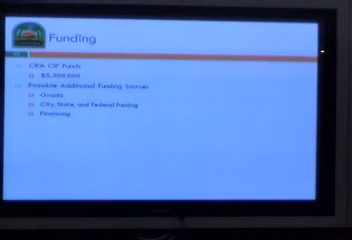 Funding
CRA CIP Funds
$5,300,000
Possible Additional Funding Sources
Grants
City, State, and Federal Funding
Financing